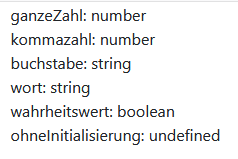 ganzeZahl: number
kommazahl: number
buchstabe: string
wort: string
wahrheitswert: boolean
ohneInitialisierung: undefined